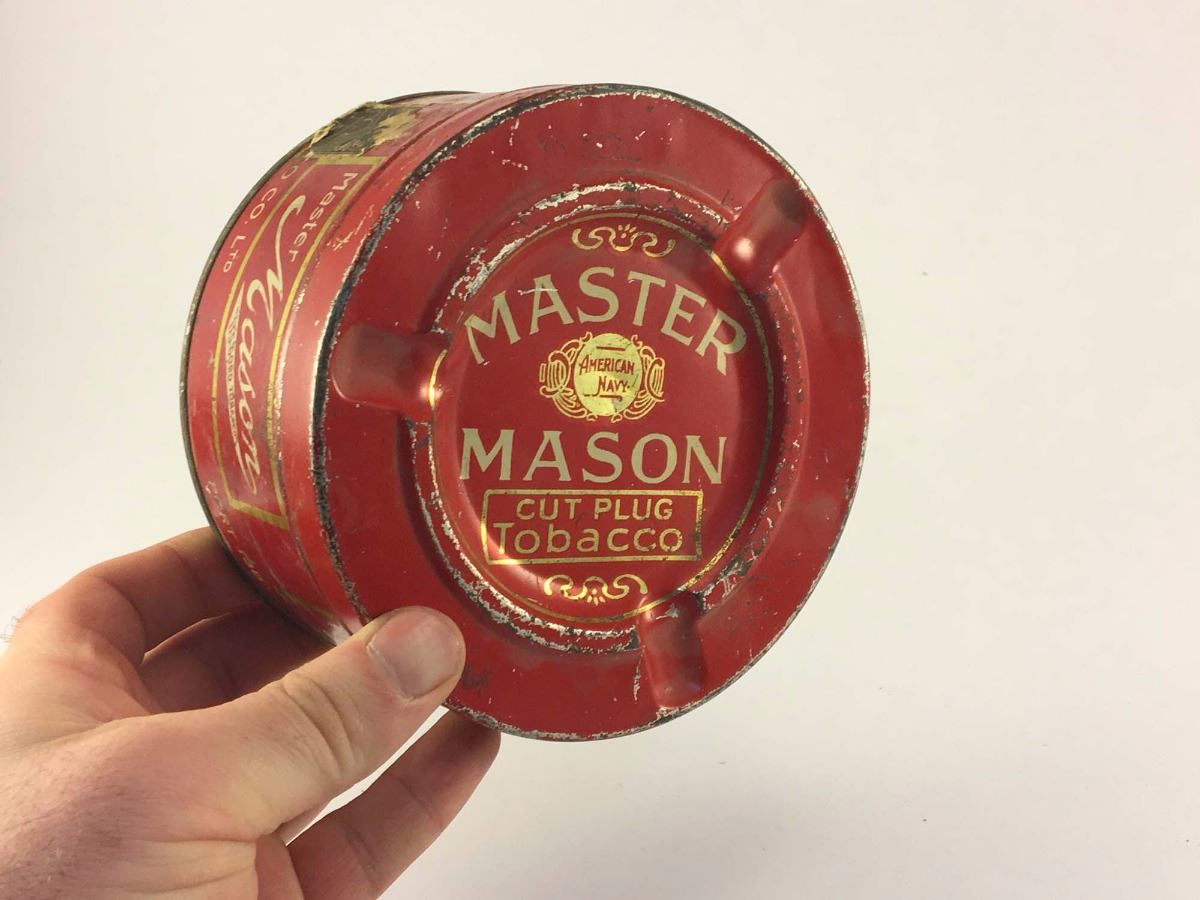 MASTER
AMERICAN
NAVY
MASON
CUT PLUG
Tobacco
Master
Mason
O CO. LTD